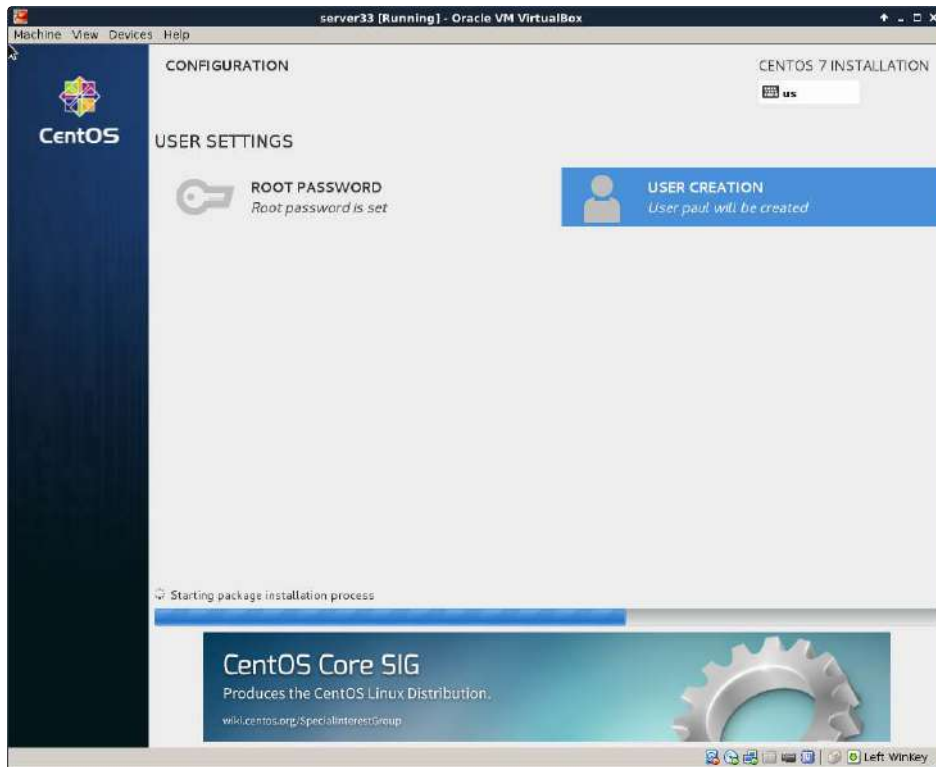 server33 [Running] - Oracle VM VirtualBox
Machine View Devices Help
CONFIGURATION
CENTOS 7 INSTALLATION
us
CentOS
USER SETTINGS
ROOT PASSWORD
Root password is set
USER CREATION
User paul will be created
Starting package installation process
CentOS Core SIG
Produces the CentOS Linux Distribution.
wiki.centos.org/SpecialInterestGroup
Left WinKey